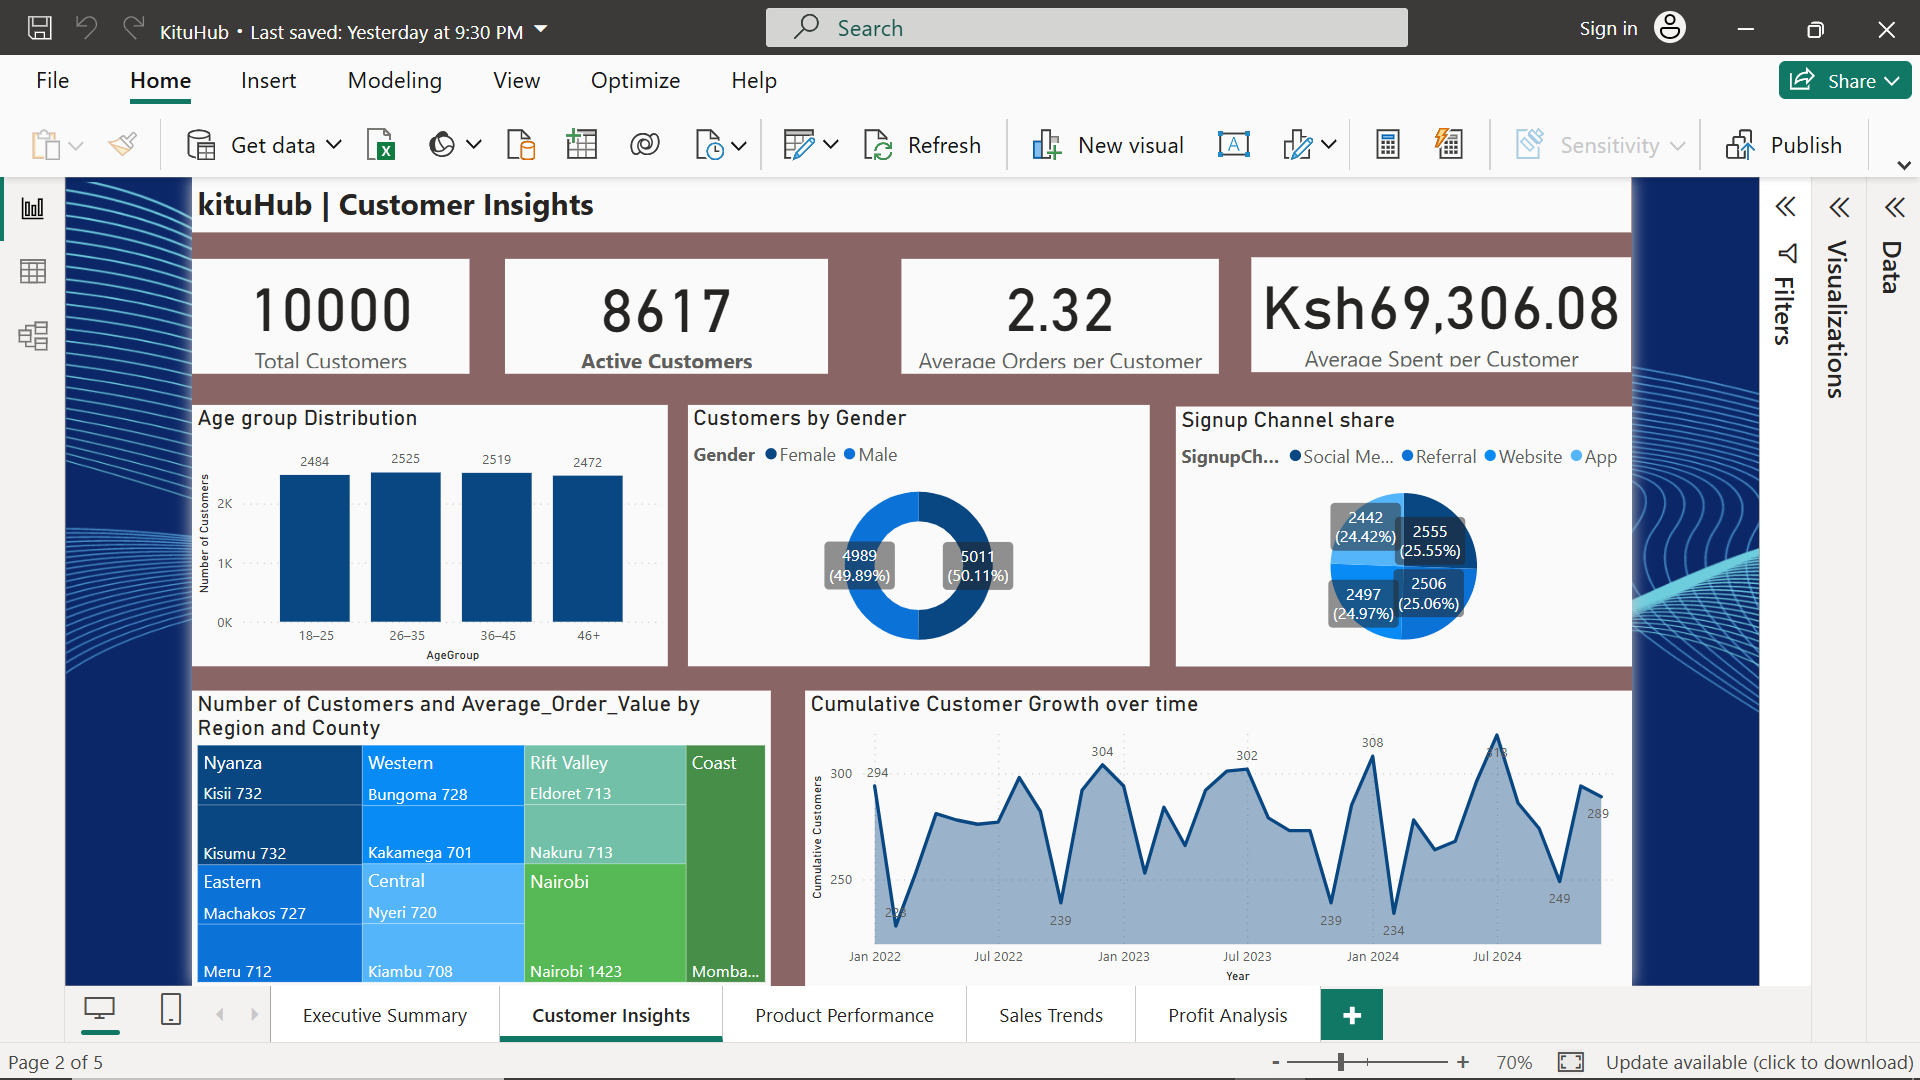 KituHub • Last saved: Yesterday at 9:30 PM
Search
Sign in
File
Home
Insert
Modeling
View
Optimize
Help
Share
Get data
Refresh
New visual
Sensitivity
Publish
kituHub | Customer Insights
10000
Total Customers
8617
Active Customers
2.32
Average Orders per Customer
Ksh69,306.08
Average Spent per Customer
Age group Distribution
Number of Customers
2K
1K
0K
2484
2525
2519
2472
18–25
26–35
36–45
46+
AgeGroup
Customers by Gender
Gender Female Male
4989
(49.89%)
5011
(50.11%)
Signup Channel share
SignupCh... Social Me... Referral Website App
2442
(24.42%)
2555
(25.55%)
2497
(24.97%)
2506
(25.06%)
Number of Customers and Average_Order_Value by
Region and County
Nyanza
Kisii 732
Kisumu 732
Eastern
Machakos 727
Meru 712
Western
Bungoma 728
Kakamega 701
Central
Nyeri 720
Kiambu 708
Rift Valley
Eldoret 713
Nakuru 713
Nairobi
Nairobi 1423
Coast
Momba...
Cumulative Customer Growth over time
Cumulative Customers
300
250
294
304
302
308
318
289
239
239
234
249
Jan 2022
Jul 2022
Jan 2023
Jul 2023
Jan 2024
Jul 2024
Year
Filters
Visualizations
Data
Executive Summary
Customer Insights
Product Performance
Sales Trends
Profit Analysis
Page 2 of 5
- +
70%
Update available (click to download)